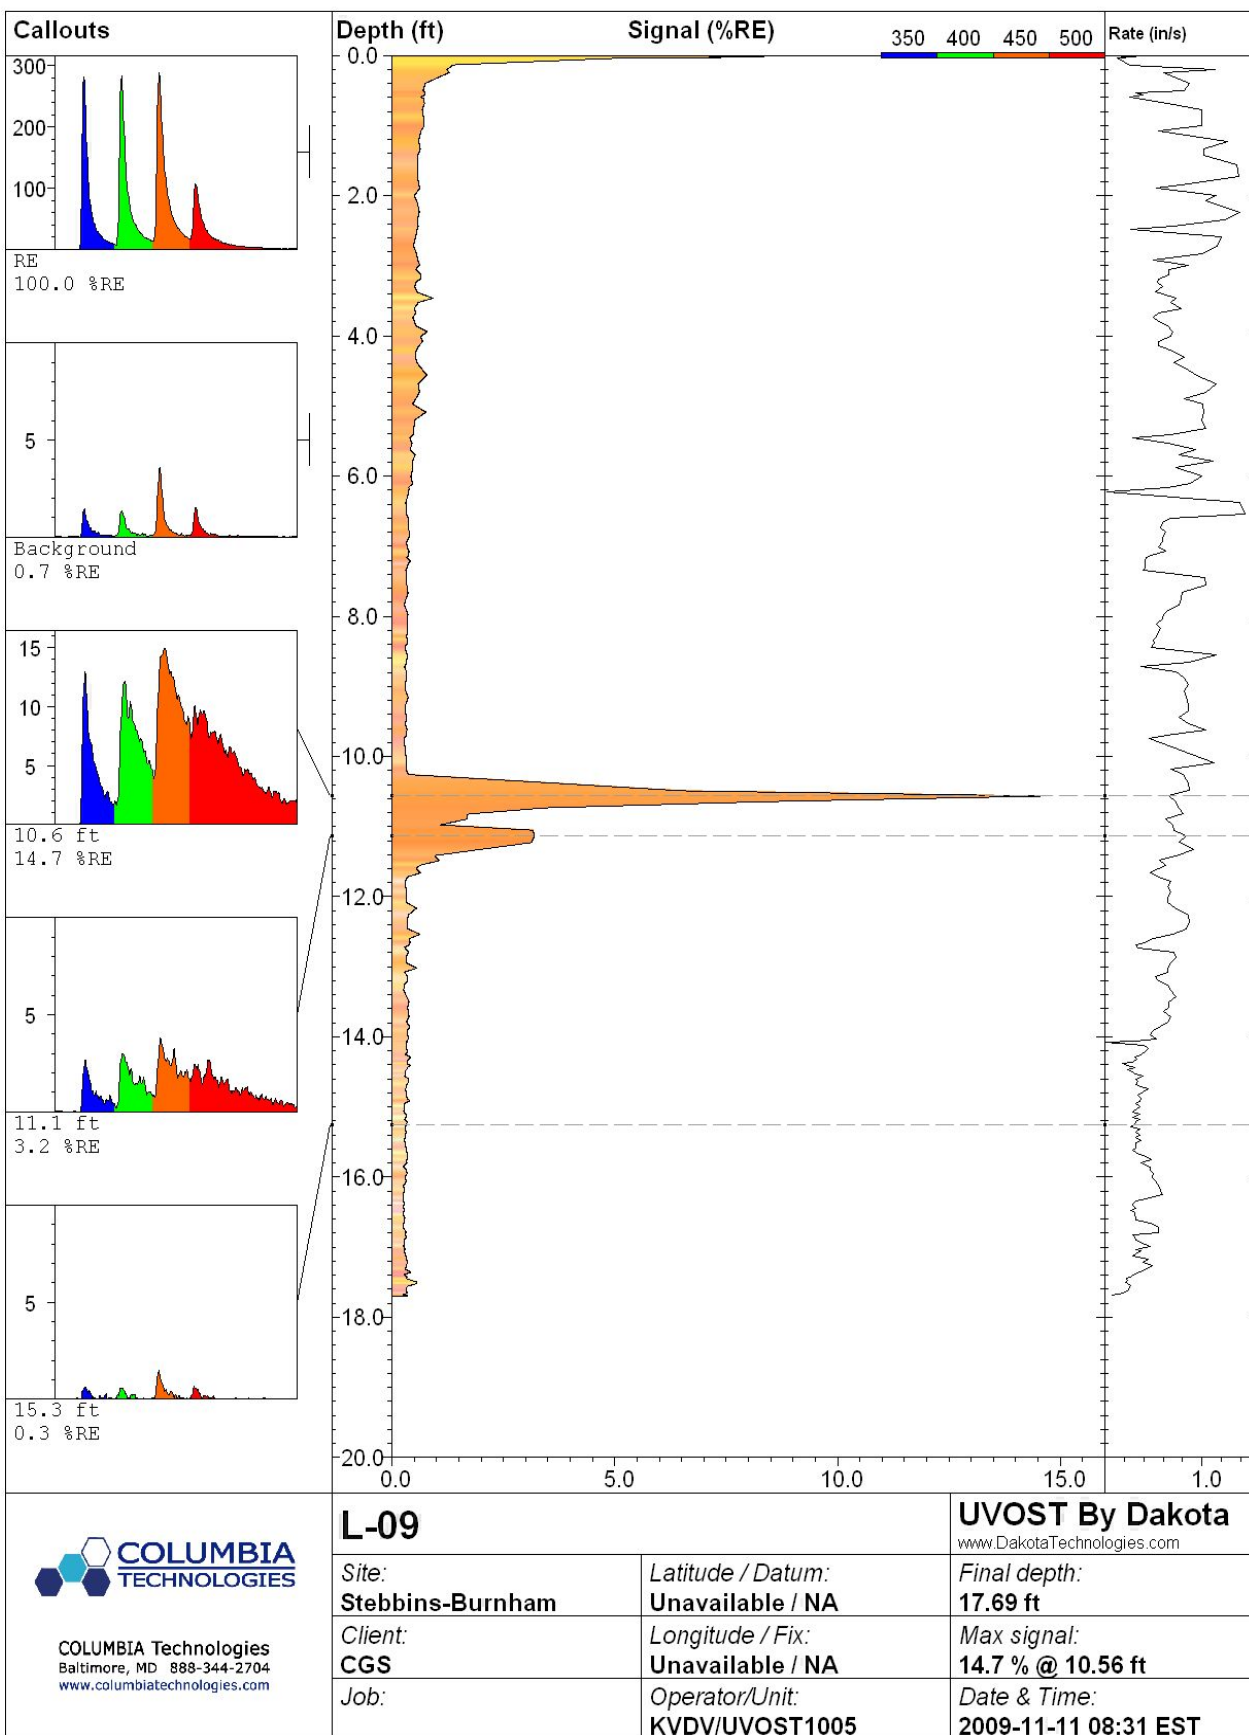 Callouts
Depth (ft)
Signal (%RE)
350 400 450 500
Rate (in/s)
300
200
100
RE
100.0 %RE
5
Background
0.7 %RE
15
10
5
10.6 ft
14.7 %RE
5
11.1 ft
3.2 %RE
5
15.3 ft
0.3 %RE
0.0
2.0
4.0
6.0
8.0
10.0
12.0
14.0
16.0
18.0
20.0
0.0 5.0 10.0 15.0
1.0
COLUMBIA
TECHNOLOGIES
COLUMBIA Technologies
Baltimore, MD 888-344-2704
www.columbiatechnologies.com
L-09
UVOST By Dakota
www.DakotaTechnologies.com
Site:
Stebbins-Burnham
Latitude / Datum:
Unavailable / NA
Final depth:
17.69 ft
Client:
CGS
Longitude / Fix:
Unavailable / NA
Max signal:
14.7 % @ 10.56 ft
Job:
Operator/Unit:
KVDV/UVOST1005
Date & Time:
2009-11-11 08:31 EST